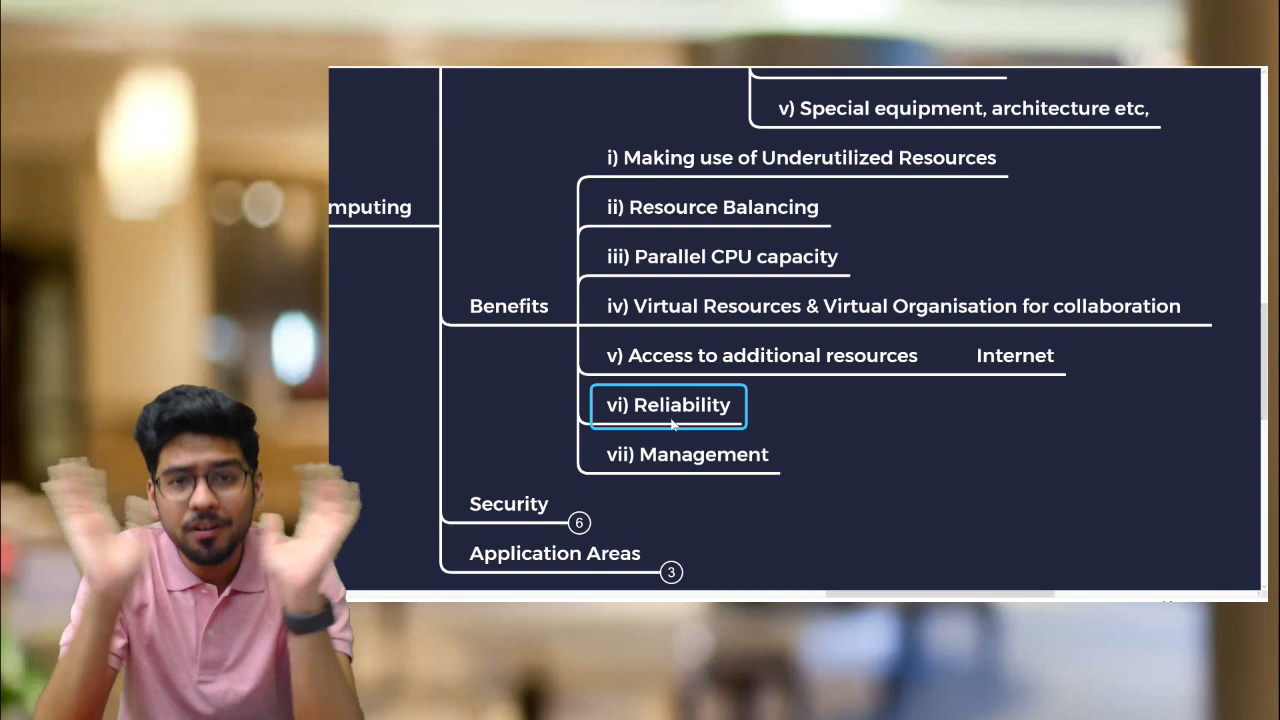 v) Special equipment, architecture etc,
i) Making use of Underutilized Resources
mputing
ii) Resource Balancing
iii) Parallel CPU capacity
Benefits
iv) Virtual Resources & Virtual Organisation for collaboration
v) Access to additional resources
Internet
vi) Reliability
vii) Management
Security
6
Application Areas
3